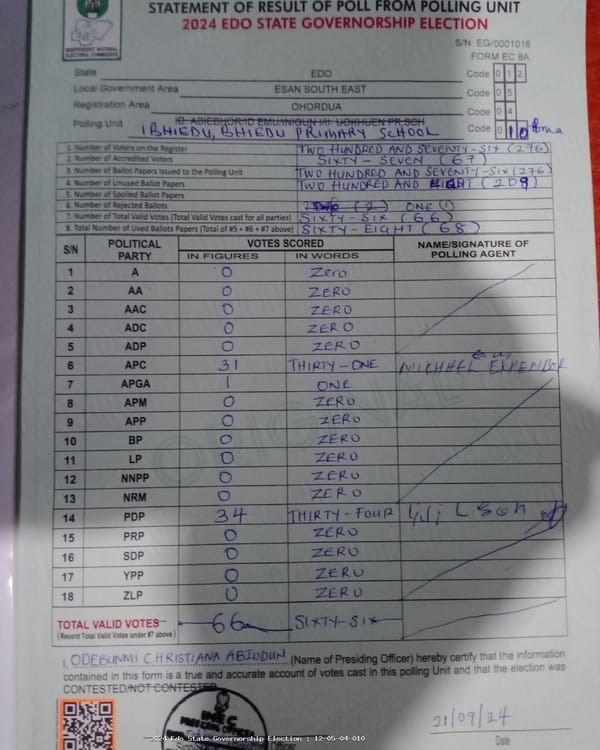 STATEMENT OF RESULT OF POLL FROM POLLING UNIT
2024 EDO STATE GOVERNORSHIP ELECTION
INEC
INDEPENDENT NATIONAL ELECTORAL COMMISSION
S/N: EG/0001016
FORM EC 8A
State EDO Code 0 1 2
Local Government Area ESAN SOUTH EAST Code 0 5
Registration Area OHORDUA Code 0 4
ID. ABIEDHOR/ID EMU/INIGUN I/II: UOKHUEN PR.SCH
Polling Unit IBHIEDU, BHIEDU PRIMARY SCHOOL Code 0 1 0
1. Number of Voters on the Register TWO HUNDRED AND SEVENTY-SIX (276)
2. Number of Accredited Voters SIXTY-SEVEN (67)
3. Number of Ballot Papers Issued to the Polling Unit TWO HUNDRED AND SEVENTY-SIX (276)
4. Number of Unused Ballot Papers TWO HUNDRED AND (209)
5. Number of Spoiled Ballot Papers
6. Number of Rejected Ballots TWO (2) ONE (1)
7. Number of Total Valid Votes (Total Valid Votes cast for all parties) SIXTY-SIX (66)
8. Total Number of Used Ballots Papers (Total of #5 + #6 + #7 above) SIXTY-EIGHT (68)
S/N POLITICAL PARTY VOTES SCORED NAME/SIGNATURE OF POLLING AGENT
IN FIGURES IN WORDS
1 A 0 Zero
2 AA 0 ZERO
3 AAC 0 ZERO
4 ADC 0 ZERO
5 ADP 0 ZERO
6 APC 31 THIRTY-ONE
7 APGA 1 ONE
8 APM 0 ZERO
9 APP 0 ZERO
10 BP 0 ZERO
11 LP 0 ZERO
12 NNPP 0 ZERO
13 NRM 0 ZERO
14 PDP 34 THIRTY-FOUR Wilson
15 PRP 0 ZERO
16 SDP 0 ZERO
17 YPP 0 ZERO
18 ZLP 0 ZERO
ORIGINAL
TOTAL VALID VOTES 66 SIXTY-SIX
(Record Total Valid Votes under #7 above)
I, ODEBUNMI CHRISTIANA ABIODUN (Name of Presiding Officer) hereby certify that the information
contained in this form is a true and accurate account of votes cast in this polling Unit and that the election was
CONTESTED/NOT CONTESTED
INEC
21/09/24
Date
2024 Edo State Governorship Election : 12-05-04-010